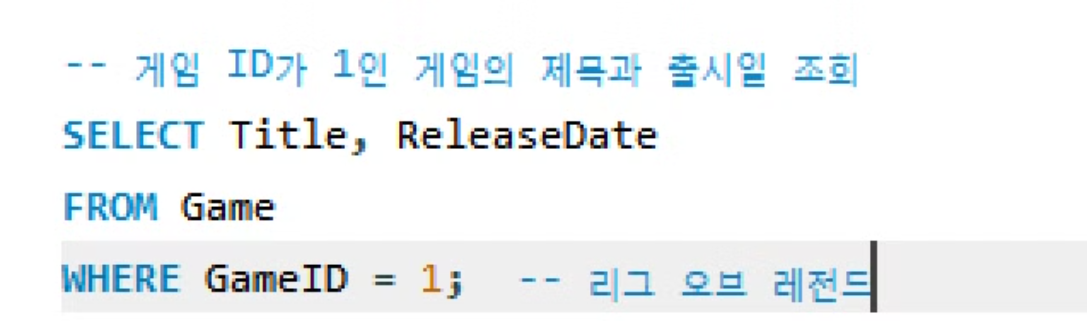 -- 게임 ID가 1인 게임의 제목과 출시일 조회
SELECT Title, ReleaseDate
FROM Game
WHERE GameID = 1;  -- 리그 오브 레전드